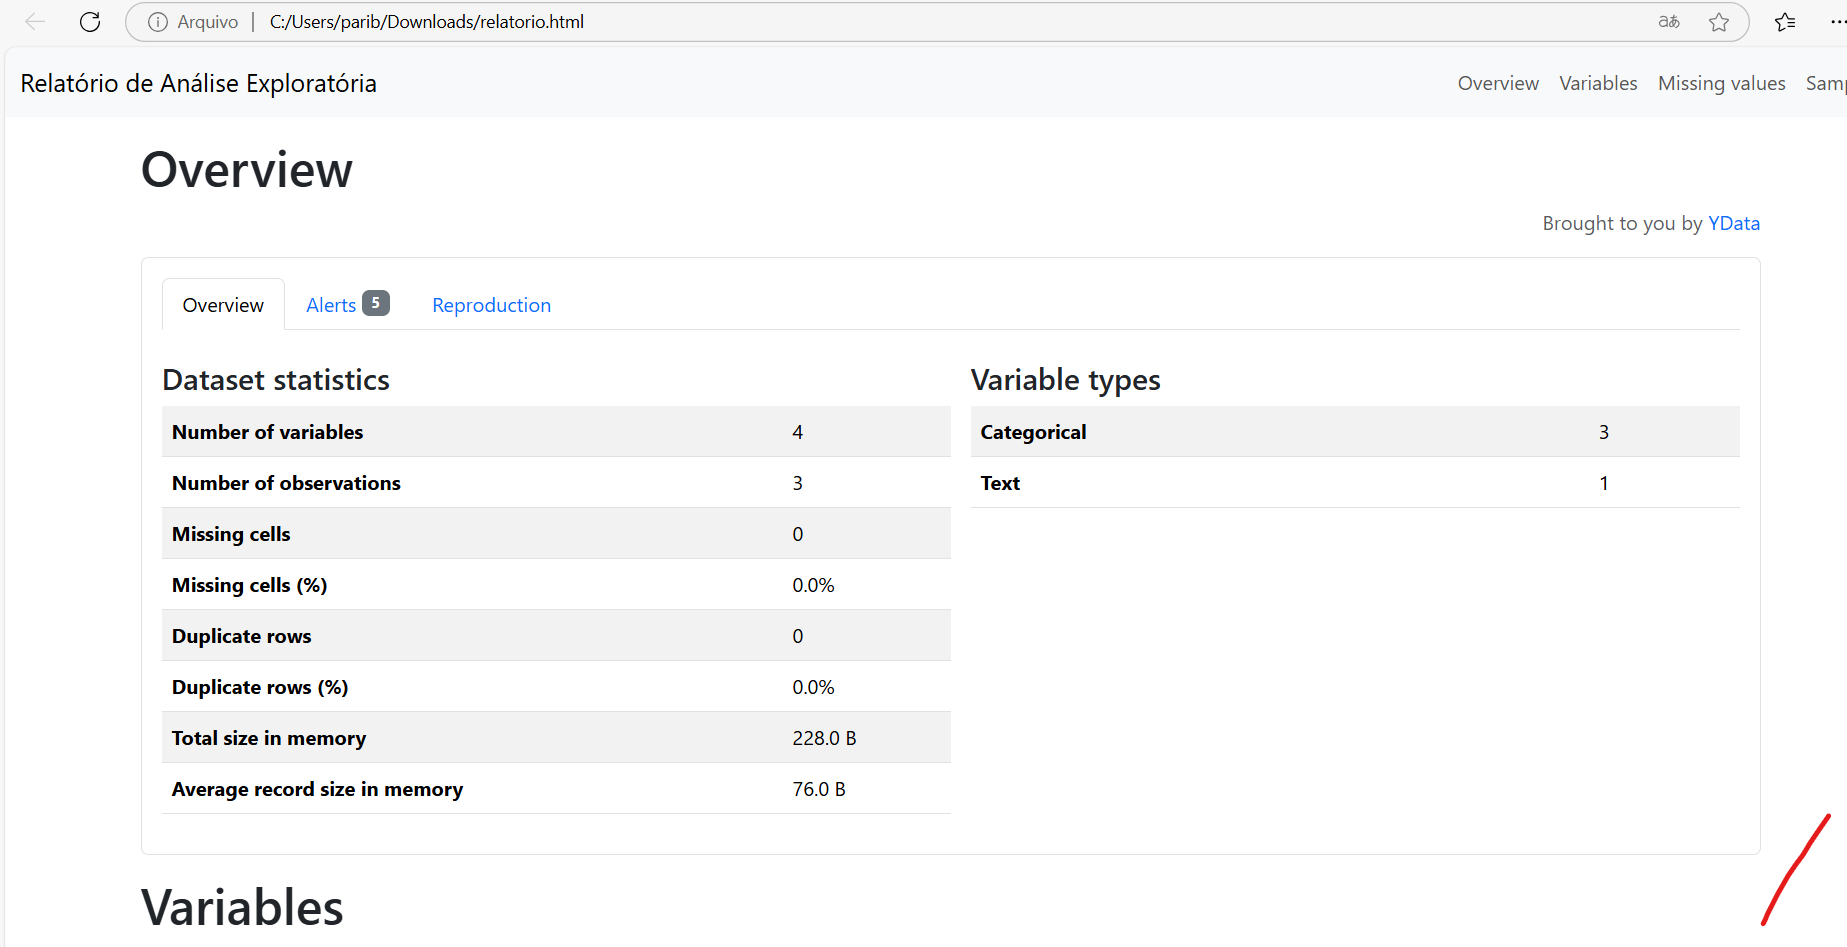 Arquivo | C:/Users/parib/Downloads/relatorio.html aあ
Relatório de Análise Exploratória
Overview Variables Missing values Samp
Overview
Brought to you by YData
Overview Alerts 5 Reproduction
Dataset statistics
Number of variables 4
Number of observations 3
Missing cells 0
Missing cells (%) 0.0%
Duplicate rows 0
Duplicate rows (%) 0.0%
Total size in memory 228.0 B
Average record size in memory 76.0 B
Variable types
Categorical 3
Text 1
Variables